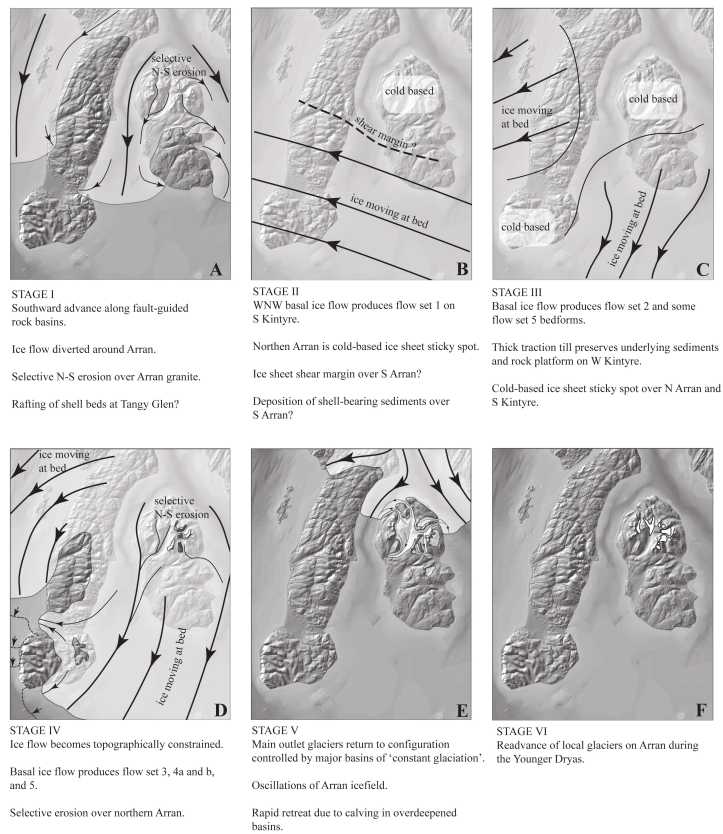 selective
N-S erosion
A
cold based
shear margin ?
ice moving at bed
B
ice moving
at bed
cold based
cold based
ice moving at bed
C
STAGE I
Southward advance along fault-guided
rock basins.
Ice flow diverted around Arran.
Selective N-S erosion over Arran granite.
Rafting of shell beds at Tangy Glen?
STAGE II
WNW basal ice flow produces flow set 1 on
S Kintyre.
Northen Arran is cold-based ice sheet sticky spot.
Ice sheet shear margin over S Arran?
Deposition of shell-bearing sediments over
S Arran?
STAGE III
Basal ice flow produces flow set 2 and some
flow set 5 bedforms.
Thick traction till preserves underlying sediments
and rock platform on W Kintyre.
Cold-based ice sheet sticky spot over N Arran and
S Kintyre.
ice moving
at bed
selective
N-S erosion
ice moving at bed
D
E
F
STAGE IV
Ice flow becomes topographically constrained.
Basal ice flow produces flow set 3, 4a and b,
and 5.
Selective erosion over northern Arran.
STAGE V
Main outlet glaciers return to configuration
controlled by major basins of ‘constant glaciation’.
Oscillations of Arran icefield.
Rapid retreat due to calving in overdeepened
basins.
STAGE VI
Readvance of local glaciers on Arran during
the Younger Dryas.